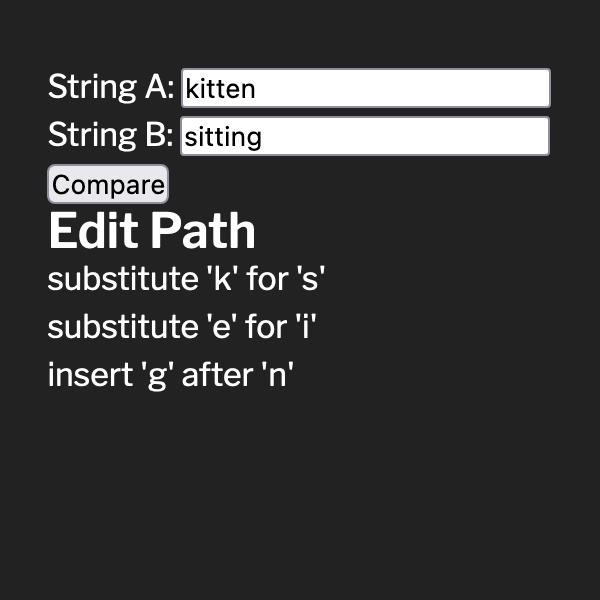 String A: kitten
String B: sitting
Compare
Edit Path
substitute 'k' for 's'
substitute 'e' for 'i'
insert 'g' after 'n'